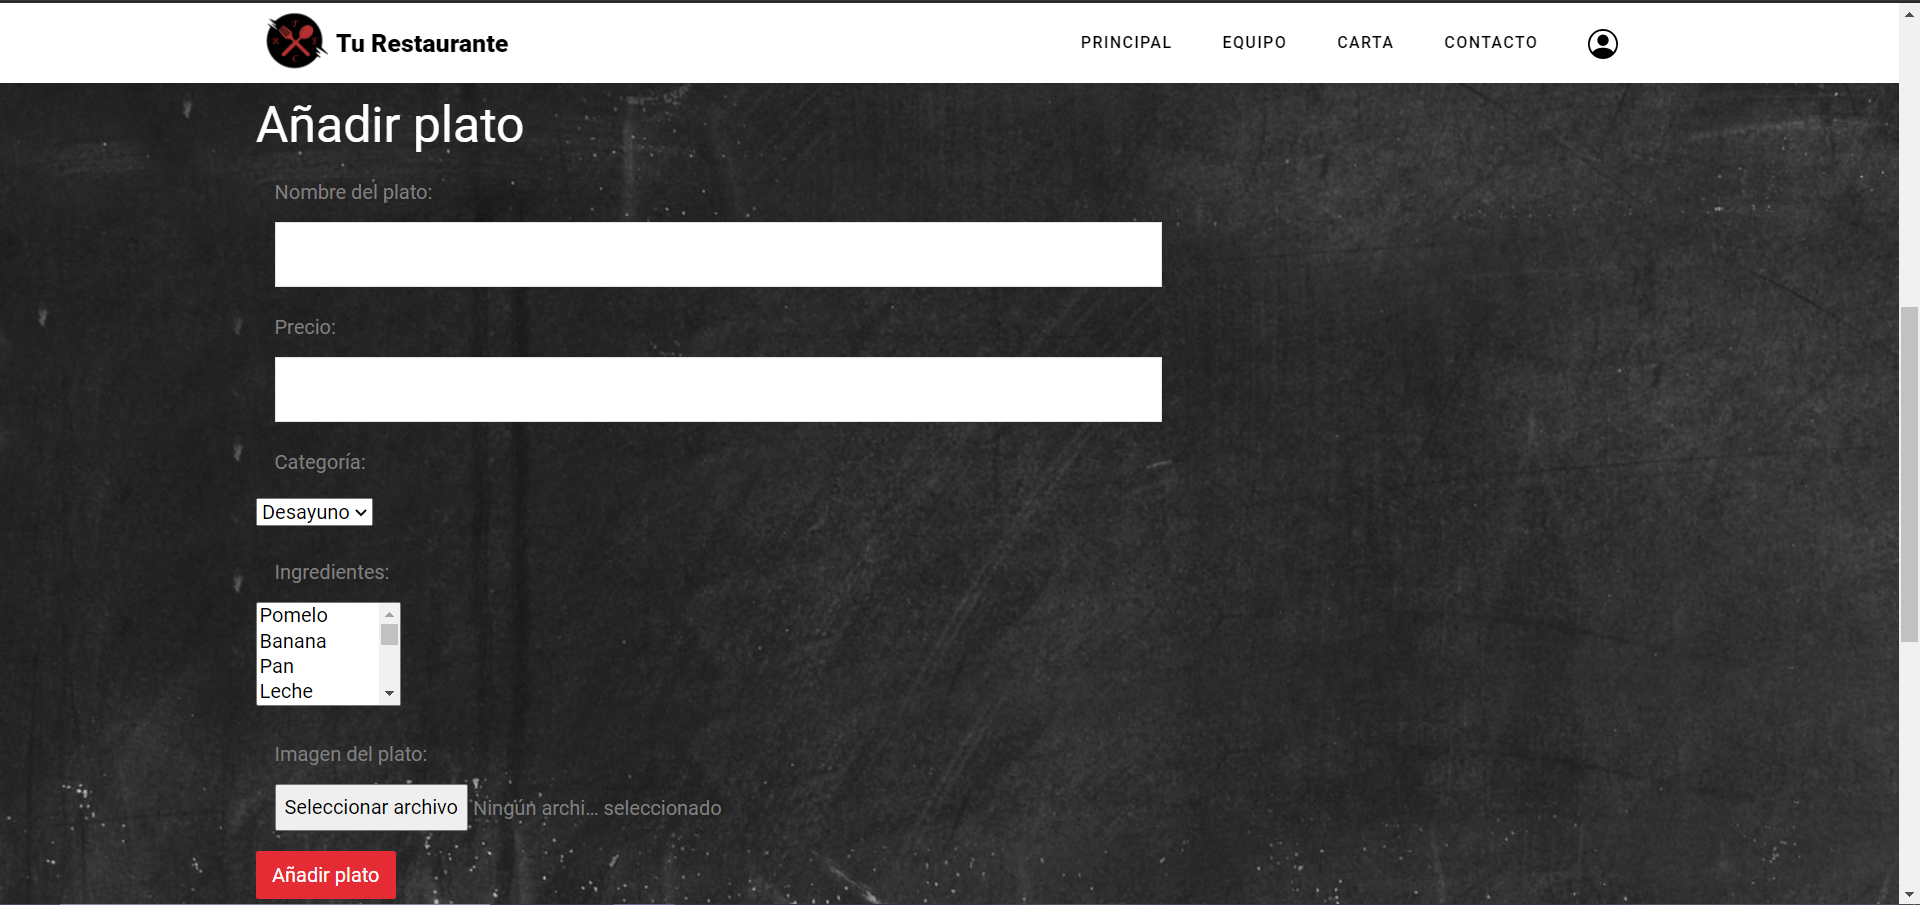 Tu Restaurante
PRINCIPAL EQUIPO CARTA CONTACTO
Añadir plato
Nombre del plato:
Precio:
Categoría:
Desayuno
Ingredientes:
Pomelo
Banana
Pan
Leche
Imagen del plato:
Seleccionar archivo Ningún archi... seleccionado
Añadir plato